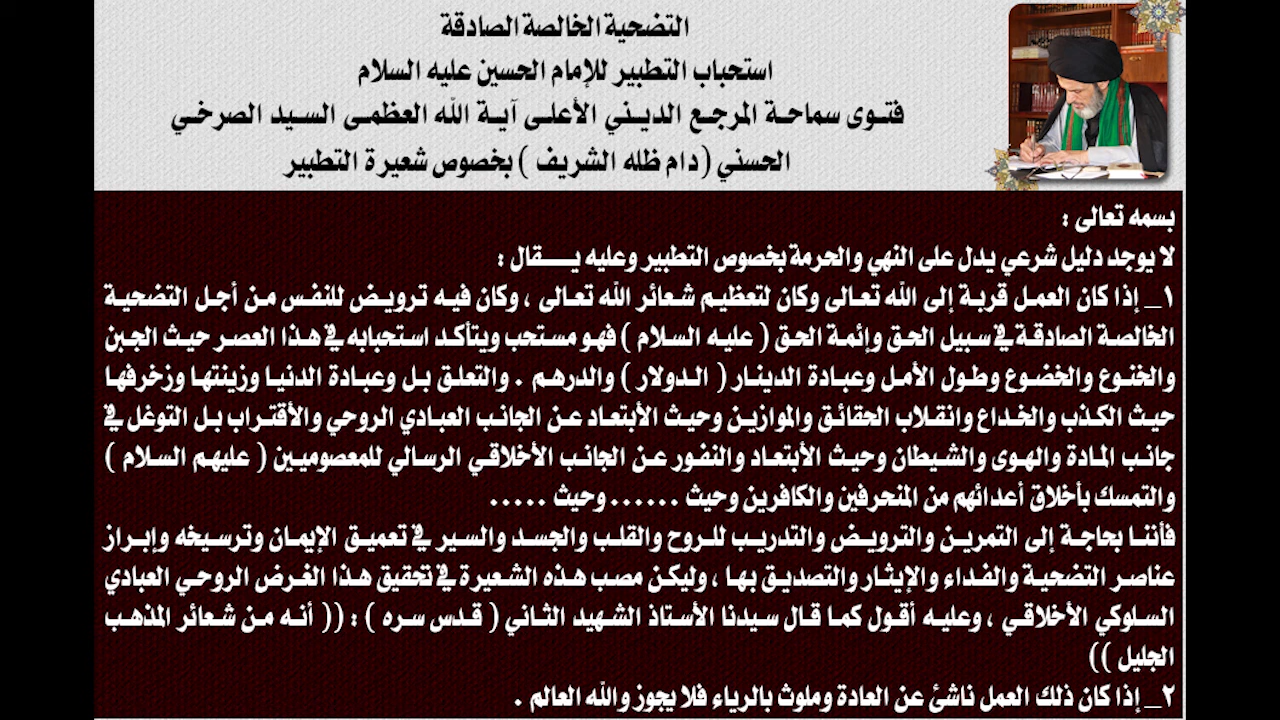 التضحية الخالصة الصادقة
استحباب التطبير للإمام الحسين عليه السلام
فتوى سماحة المرجع الديني الأعلى آية الله العظمى السيد الصرخي
الحسني (دام ظله الشريف ) بخصوص شعيرة التطبير
بسمه تعالى :
لا يوجد دليل شرعي يدل على النهي والحرمة بخصوص التطبير وعليه يقال :
١_ إذا كان العمل قربة إلى الله تعالى وكان لتعظيم شعائر الله تعالى ، وكان فيه ترويض للنفس من أجل التضحية
الخالصة الصادقة في سبيل الحق وإئمة الحق ( عليه السلام ) فهو مستحب ويتأكد استحبابه في هذا العصر حيث الجبن
والخنوع والخضوع وطول الأمل وعبادة الدينار ( الدولار ) والدرهم . والتعلق بل وعبادة الدنيا وزينتها وزخرفها
حيث الكذب والخداع وانقلاب الحقائق والموازين وحيث الأبتعاد عن الجانب العبادي الروحي والأقتراب بل التوغل في
جانب المادة والهوى والشيطان وحيث الأبتعاد والنفور عن الجانب الأخلاقي الرسالي للمعصوميين ( عليهم السلام )
والتمسك بأخلاق أعدائهم من المنحرفين والكافرين وحيث ...... وحيث .....
فأننا بحاجة إلى التمرين والترويض والتدريب للروح والقلب والجسد والسير في تعميق الإيمان وترسيخه وإبراز
عناصر التضحية والفداء والإيثار والتصديق بها ، وليكن مصب هذه الشعيرة في تحقيق هذا الغرض الروحي العبادي
السلوكي الأخلاقي ، وعليه أقول كما قال سيدنا الأستاذ الشهيد الثاني ( قدس سره ) : (( أنه من شعائر المذهب
الجليل ))
٢_ إذا كان ذلك العمل ناشئ عن العادة وملوث بالرياء فلا يجوز والله العالم .